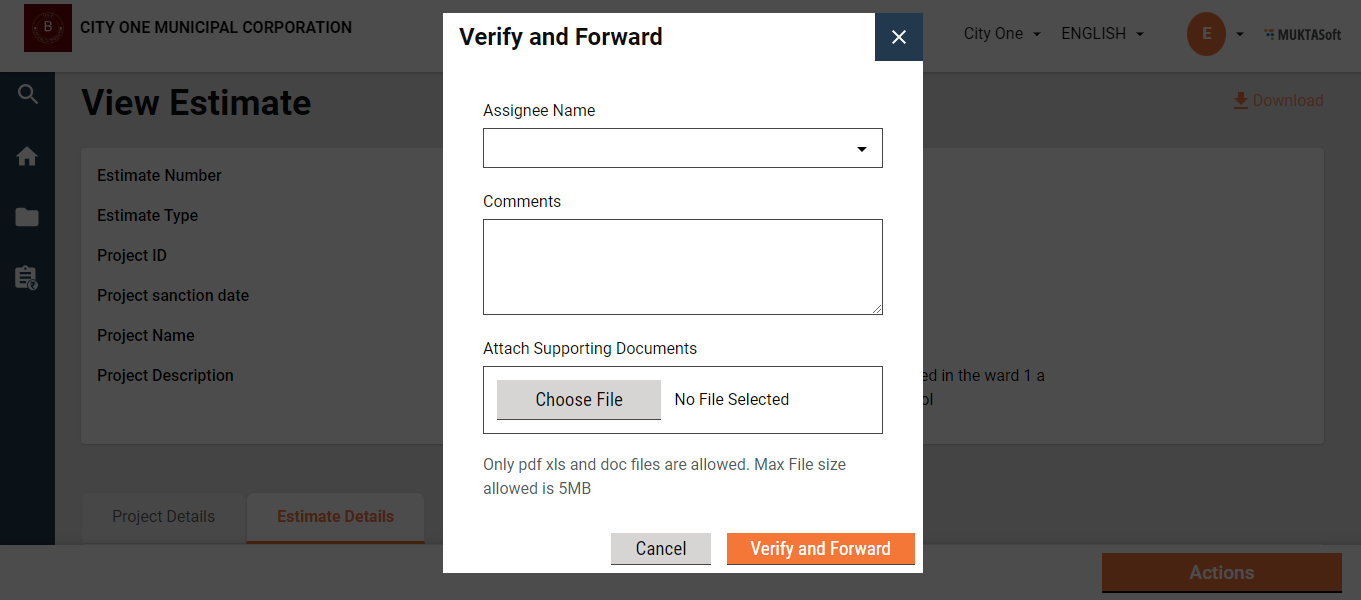 B
CITY ONE MUNICIPAL CORPORATION
City One
ENGLISH
E
MUKTASoft
View Estimate
Download
Estimate Number
Estimate Type
Project ID
Project sanction date
Project Name
Project Description
ed in the ward 1 a
ol
Project Details
Estimate Details
Actions
Verify and Forward
Assignee Name
Comments
Attach Supporting Documents
Choose File
No File Selected
Only pdf xls and doc files are allowed. Max File size
allowed is 5MB
Cancel
Verify and Forward